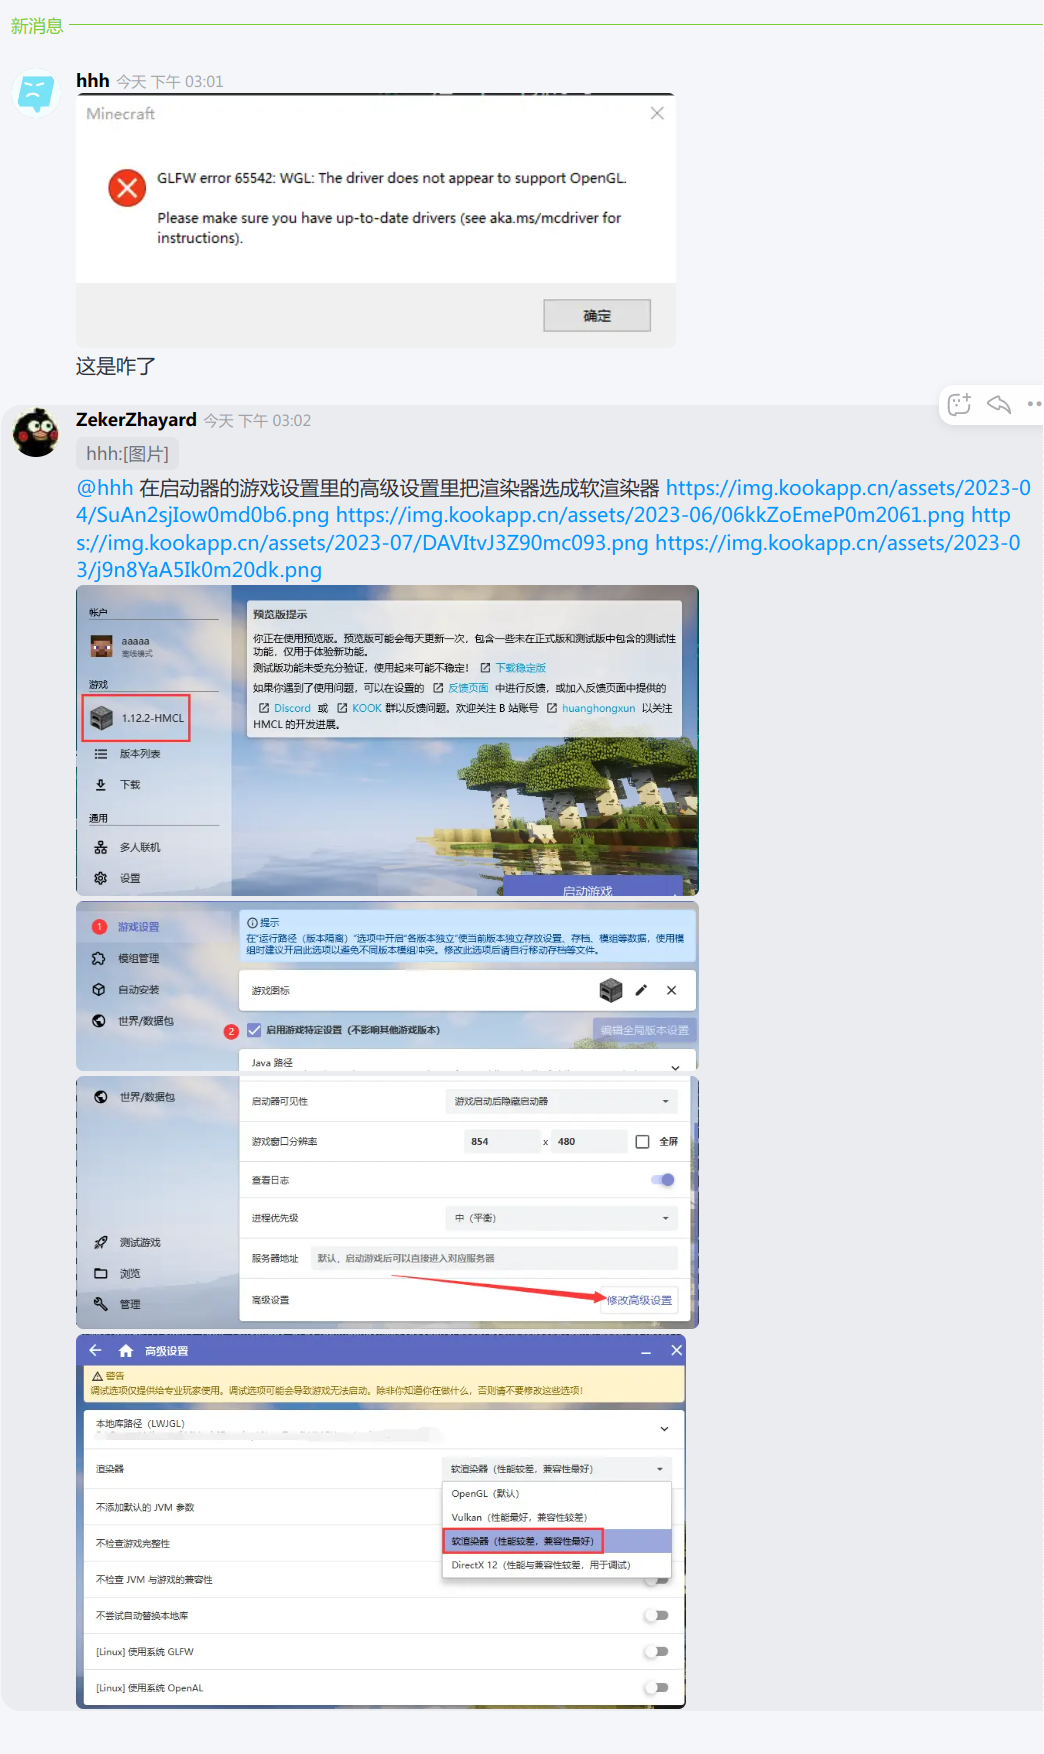 新消息
hhh 今天 下午 03:01
Minecraft
GLFW error 65542: WGL: The driver does not appear to support OpenGL.
Please make sure you have up-to-date drivers (see aka.ms/mcdriver for
instructions).
确定
这是咋了
ZekerZhayard 今天 下午 03:02
hhh:[图片]
@hhh 在启动器的游戏设置里的高级设置里把渲染器选成软渲染器 https://img.kookapp.cn/assets/2023-0
4/SuAn2sjIow0md0b6.png https://img.kookapp.cn/assets/2023-06/06kkZoEmeP0m2061.png http
s://img.kookapp.cn/assets/2023-07/DAVItvJ3Z90mc093.png https://img.kookapp.cn/assets/2023-0
3/j9n8YaA5Ik0m20dk.png
帐户
aaaaa
离线模式
游戏
1.12.2-HMCL
版本列表
下载
通用
多人联机
设置
预览版提示
你正在使用预览版。预览版可能会每天更新一次，包含一些未在正式版和测试版中包含的测试性
功能，仅用于体验新功能。
测试版功能未受充分验证，使用起来可能不稳定！ 下载稳定版
如果你遇到了使用问题，可以在设置的 反馈页面 中进行反馈，或加入反馈页面中提供的
Discord 或 KOOK 群以反馈问题。欢迎关注 B 站账号 huanghongxun 以关注
HMCL 的开发进展。
启动游戏
1 游戏设置
模组管理
自动安装
世界/数据包
提示
在“运行路径（版本隔离）”选项中开启“各版本独立”使当前版本独立存放设置、存档、模组等数据，使用模
组时建议开启此选项以避免不同版本模组冲突。修改此选项后请自行移动存档等文件。
游戏图标
2 启用游戏特定设置（不影响其他游戏版本） 编辑全局版本设置
Java 路径
世界/数据包
测试游戏
浏览
管理
启动器可见性 游戏启动后隐藏启动器
游戏窗口分辨率 854 x 480 全屏
查看日志
进程优先级 中（平衡）
服务器地址 默认，启动游戏后可以直接进入对应服务器
高级设置 修改高级设置
高级设置
警告
调试选项仅提供给专业玩家使用。调试选项可能会导致游戏无法启动。除非你知道你在做什么，否则请不要修改这些选项！
本地库路径（LWJGL）
渲染器 软渲染器（性能较差，兼容性最好）
OpenGL（默认）
Vulkan（性能最好，兼容性较差）
软渲染器（性能较差，兼容性最好）
DirectX 12（性能与兼容性较差，用于调试）
不添加默认的 JVM 参数
不检查游戏完整性
不检查 JVM 与游戏的兼容性
不尝试自动替换本地库
[Linux] 使用系统 GLFW
[Linux] 使用系统 OpenAL